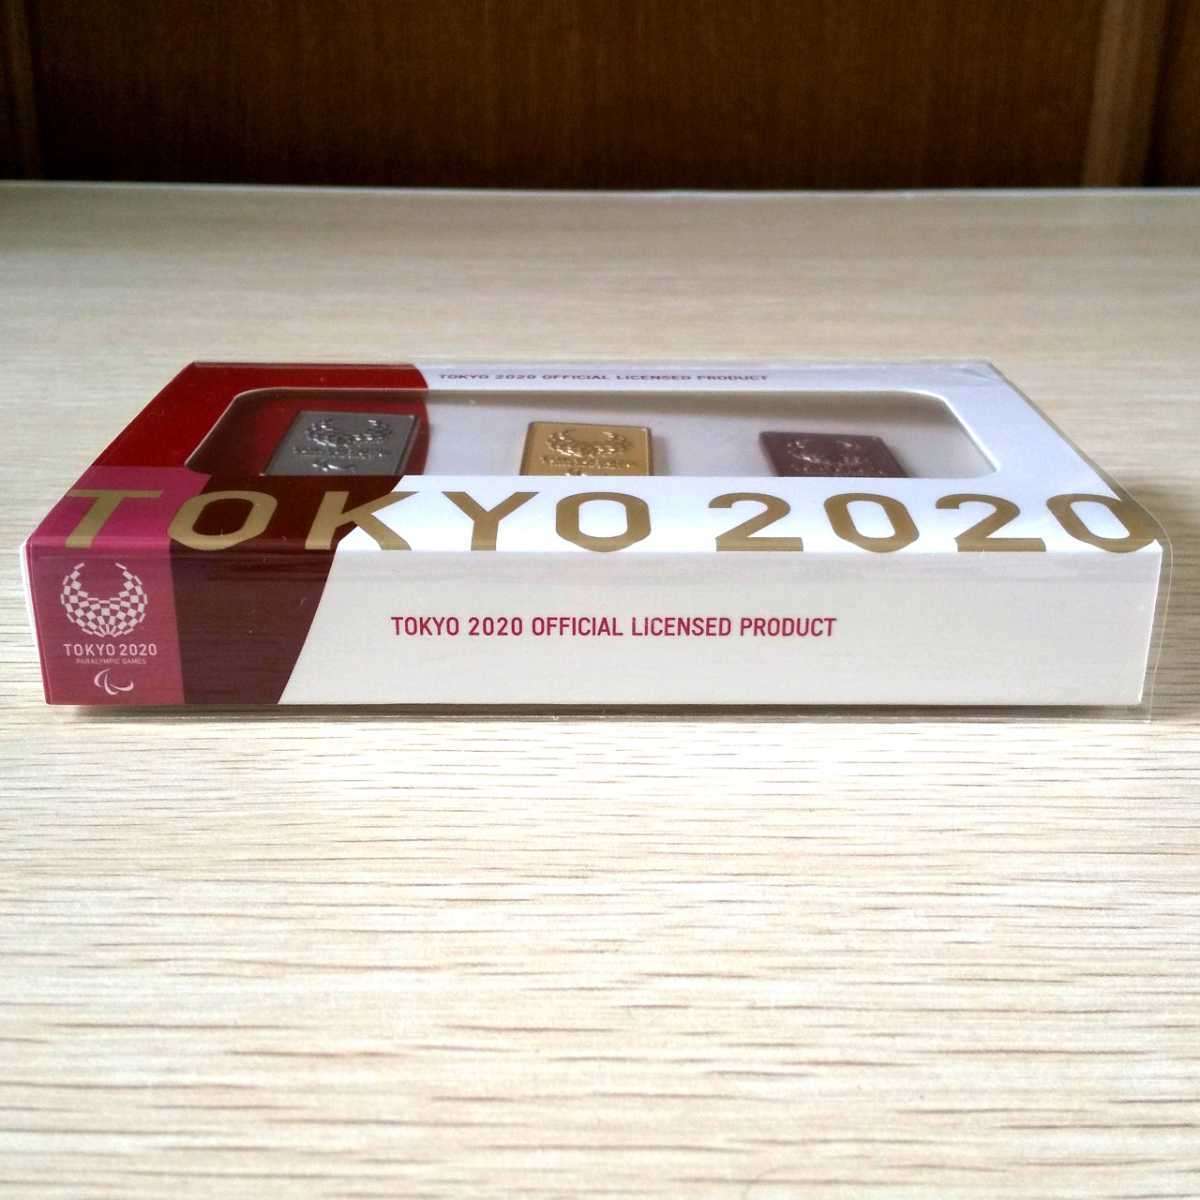 TOKYO 2020 OFFICIAL LICENSED PRODUCT
TOKYO 2020
TOKYO 2020
PARALYMPIC GAMES
TOKYO 2020 OFFICIAL LICENSED PRODUCT